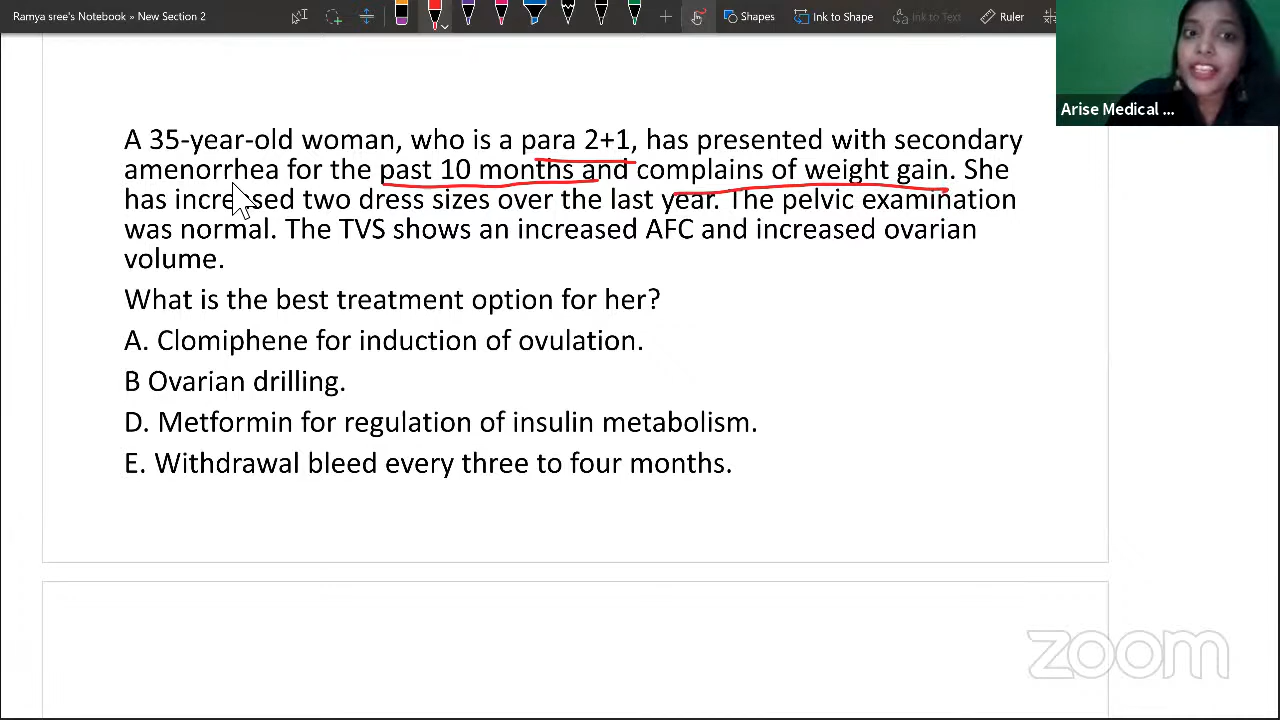 Ramya sree's Notebook » New Section 2
Shapes
Ink to Shape
Ink to Text
Ruler
Arise Medical ...
A 35-year-old woman, who is a para 2+1, has presented with secondary
amenorrhea for the past 10 months and complains of weight gain. She
has increased two dress sizes over the last year. The pelvic examination
was normal. The TVS shows an increased AFC and increased ovarian
volume.
What is the best treatment option for her?
A. Clomiphene for induction of ovulation.
B Ovarian drilling.
D. Metformin for regulation of insulin metabolism.
E. Withdrawal bleed every three to four months.
zoom